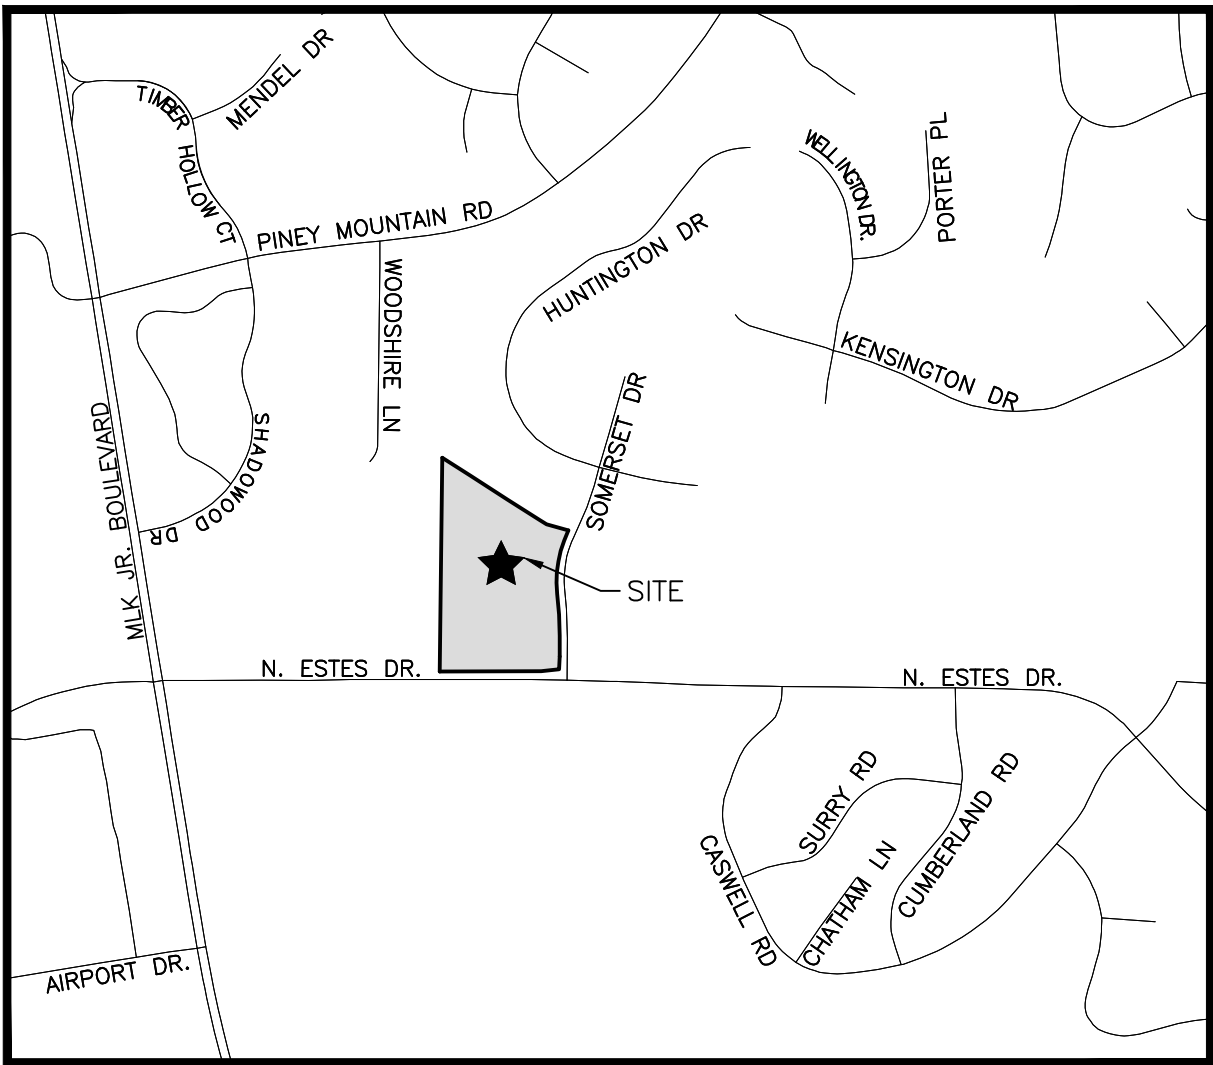 MENDEL DR
TIMBER HOLLOW CT
PINEY MOUNTAIN RD
WELLINGTON DR.
PORTER PL
HUNTINGTON DR
WOODSHIRE LN
KENSINGTON DR
SOMERSET DR
MLK JR. BOULEVARD
SHADOWOOD DR
SITE
N. ESTES DR.
N. ESTES DR.
SURRY RD
CUMBERLAND RD
CASWELL RD
CHATHAM LN
AIRPORT DR.